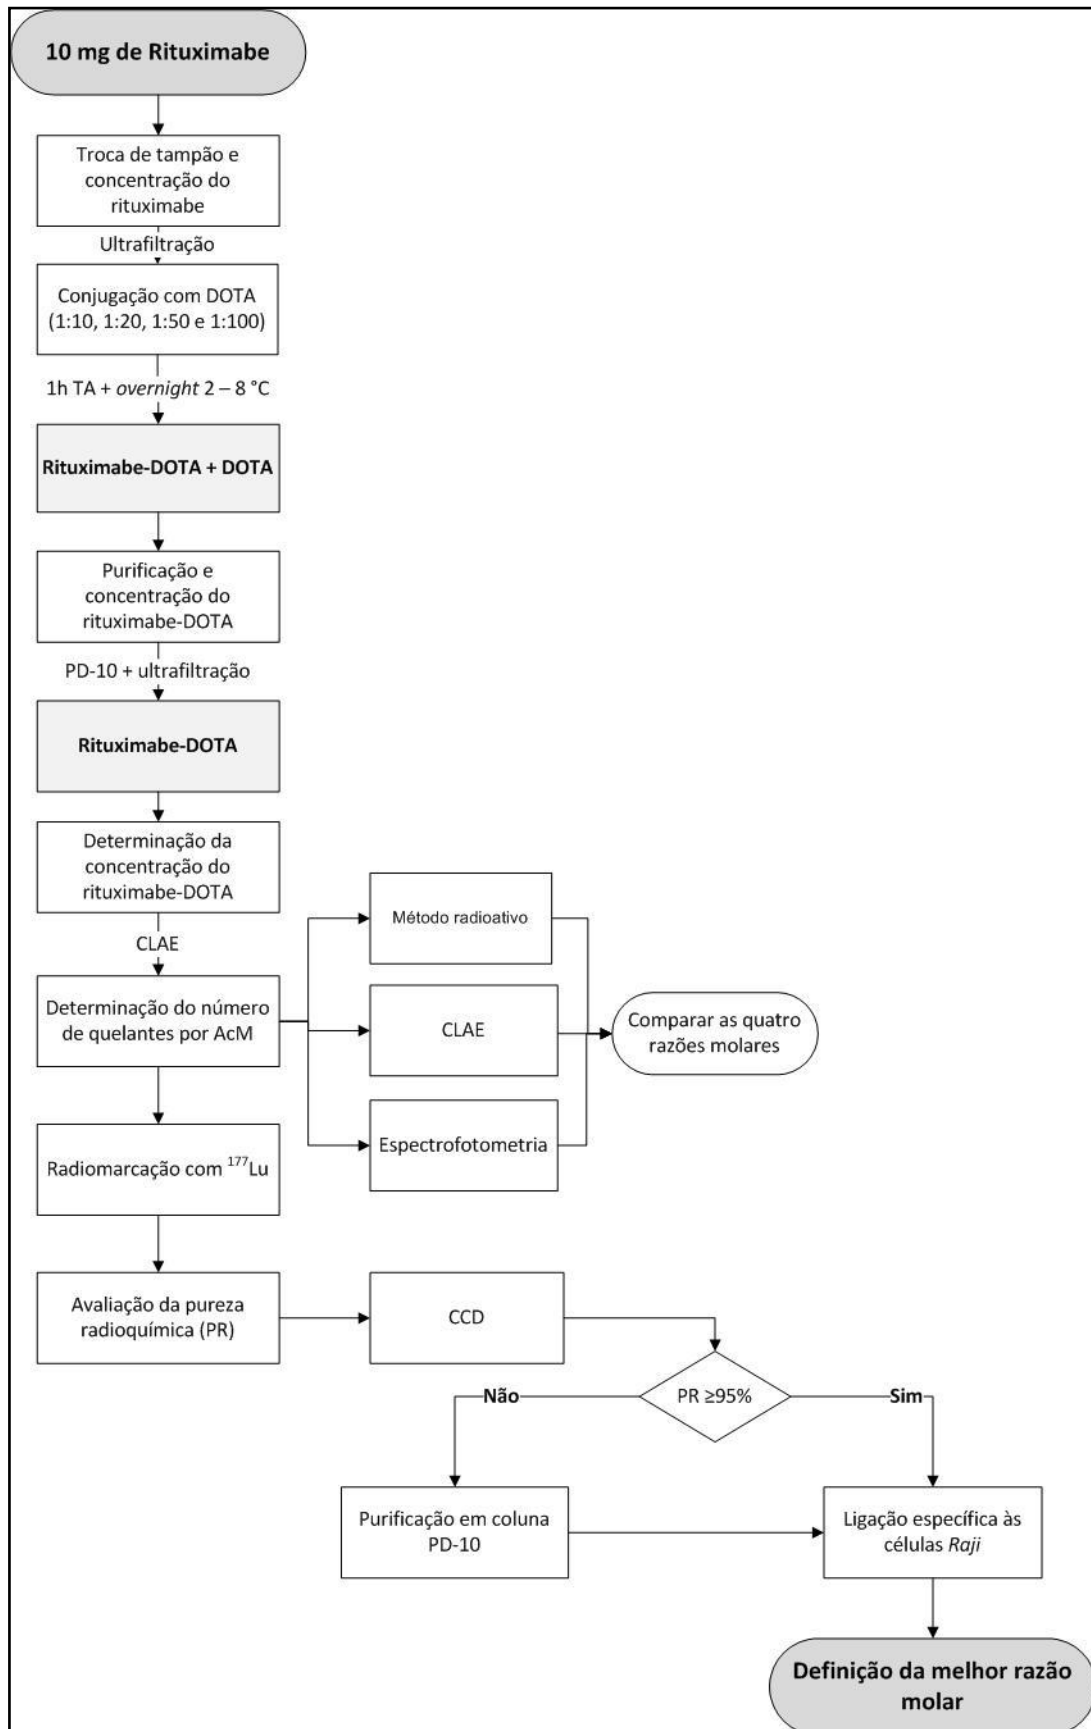 10 mg de Rituximabe
Troca de tampão e
concentração do
rituximabe
Ultrafiltração
Conjugação com DOTA
(1:10, 1:20, 1:50 e 1:100)
1h TA + overnight 2 – 8 °C
Rituximabe-DOTA + DOTA
Purificação e
concentração do
rituximabe-DOTA
PD-10 + ultrafiltração
Rituximabe-DOTA
Determinação da
concentração do
rituximabe-DOTA
CLAE
Determinação do número
de quelantes por AcM
Método radioativo
CLAE
Espectrofotometria
Comparar as quatro
razões molares
Radiomarcação com ¹⁷⁷Lu
Avaliação da pureza
radioquímica (PR)
CCD
PR ≥95%
Não
Sim
Purificação em coluna
PD-10
Ligação específica às
células Raji
Definição da melhor razão
molar